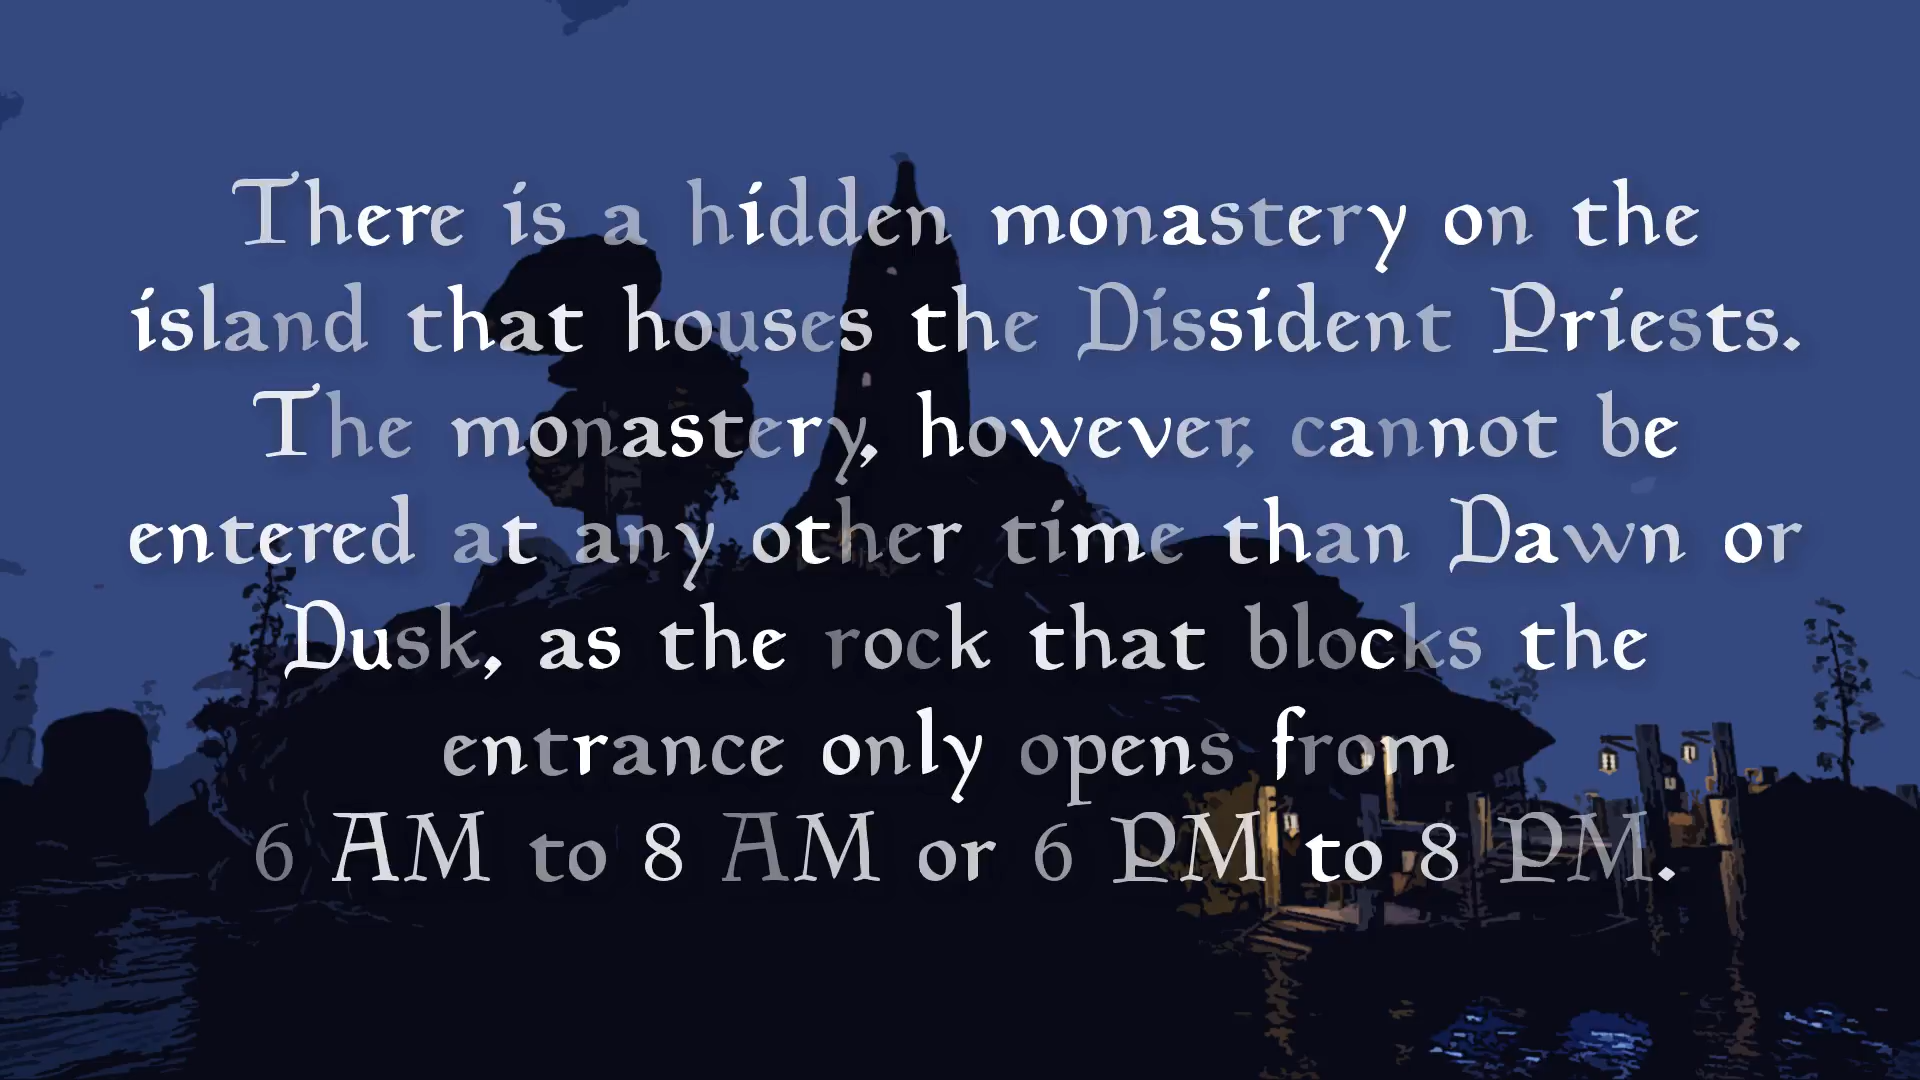 There is a hidden monastery on the
island that houses the Dissident Priests.
The monastery, however, cannot be
entered at any other time than Dawn or
Dusk, as the rock that blocks the
entrance only opens from
6 AM to 8 AM or 6 PM to 8 PM.